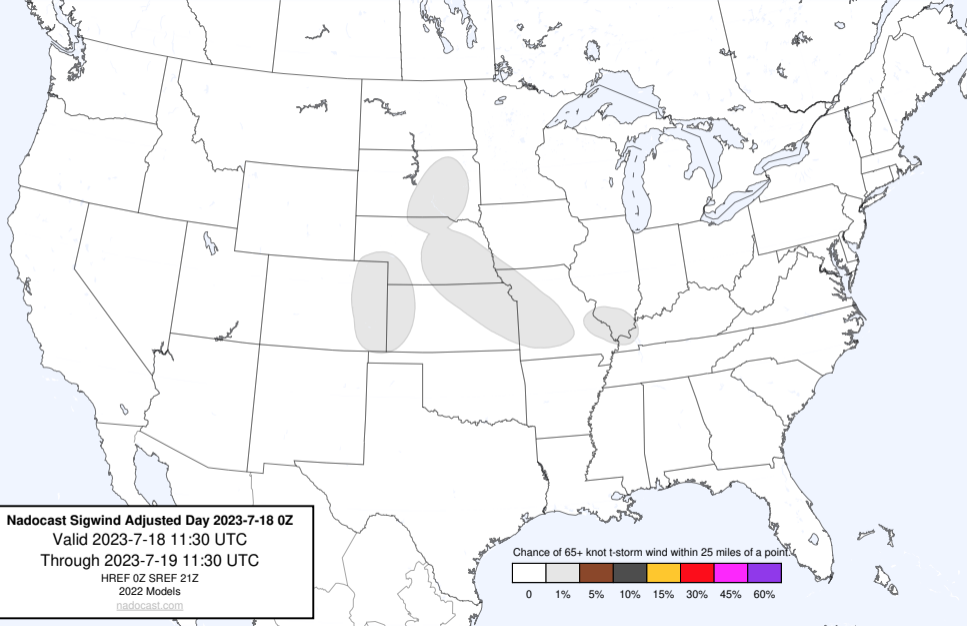 Nadocast Sigwind Adjusted Day 2023-7-18 0Z
Valid 2023-7-18 11:30 UTC
Through 2023-7-19 11:30 UTC
HREF 0Z SREF 21Z
2022 Models
nadocast.com
Chance of 65+ knot t-storm wind within 25 miles of a point.
0 1% 5% 10% 15% 30% 45% 60%